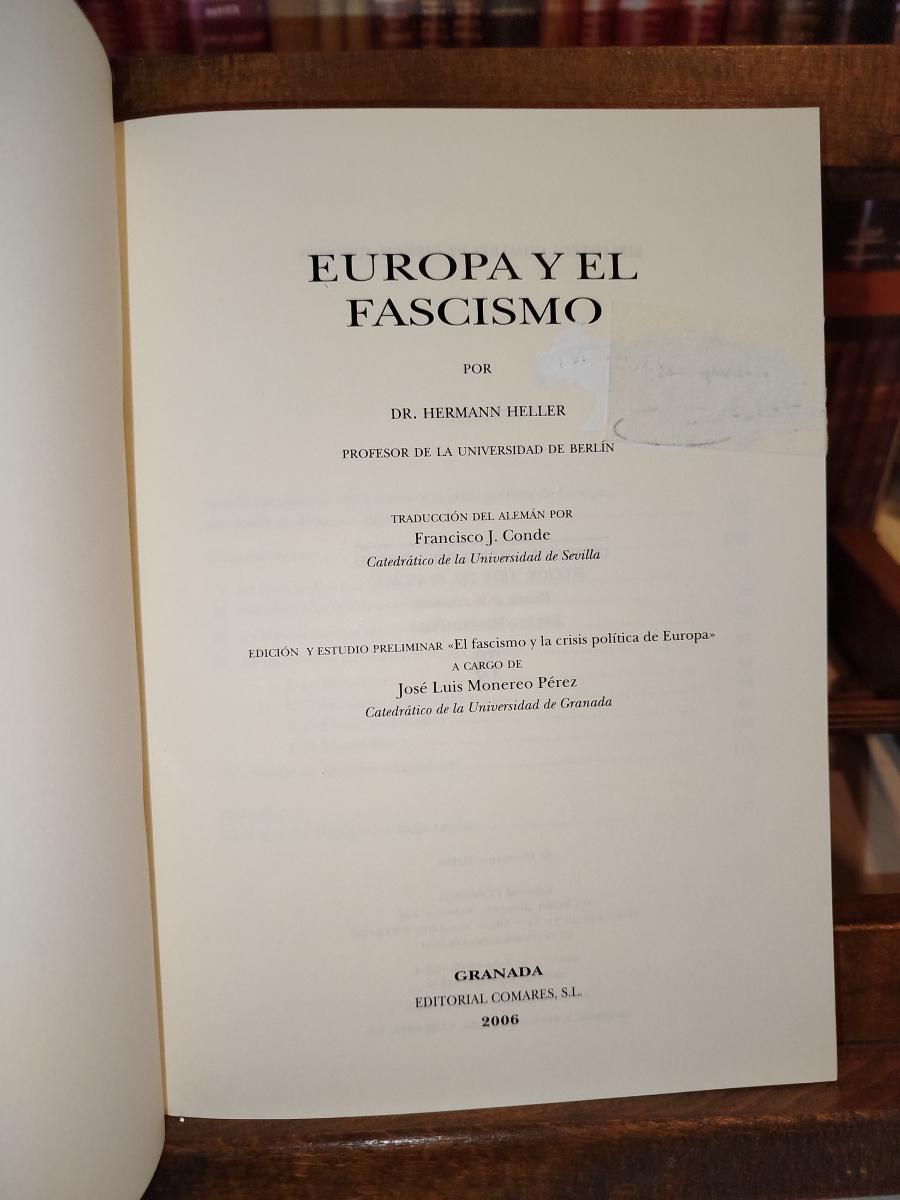 EUROPA Y EL
FASCISMO
POR
DR. HERMANN HELLER
PROFESOR DE LA UNIVERSIDAD DE BERLÍN
TRADUCCIÓN DEL ALEMÁN POR
Francisco J. Conde
Catedrático de la Universidad de Sevilla
EDICIÓN Y ESTUDIO PRELIMINAR «El fascismo y la crisis política de Europa»
A CARGO DE
José Luis Monereo Pérez
Catedrático de la Universidad de Granada
GRANADA
EDITORIAL COMARES, S.L.
2006